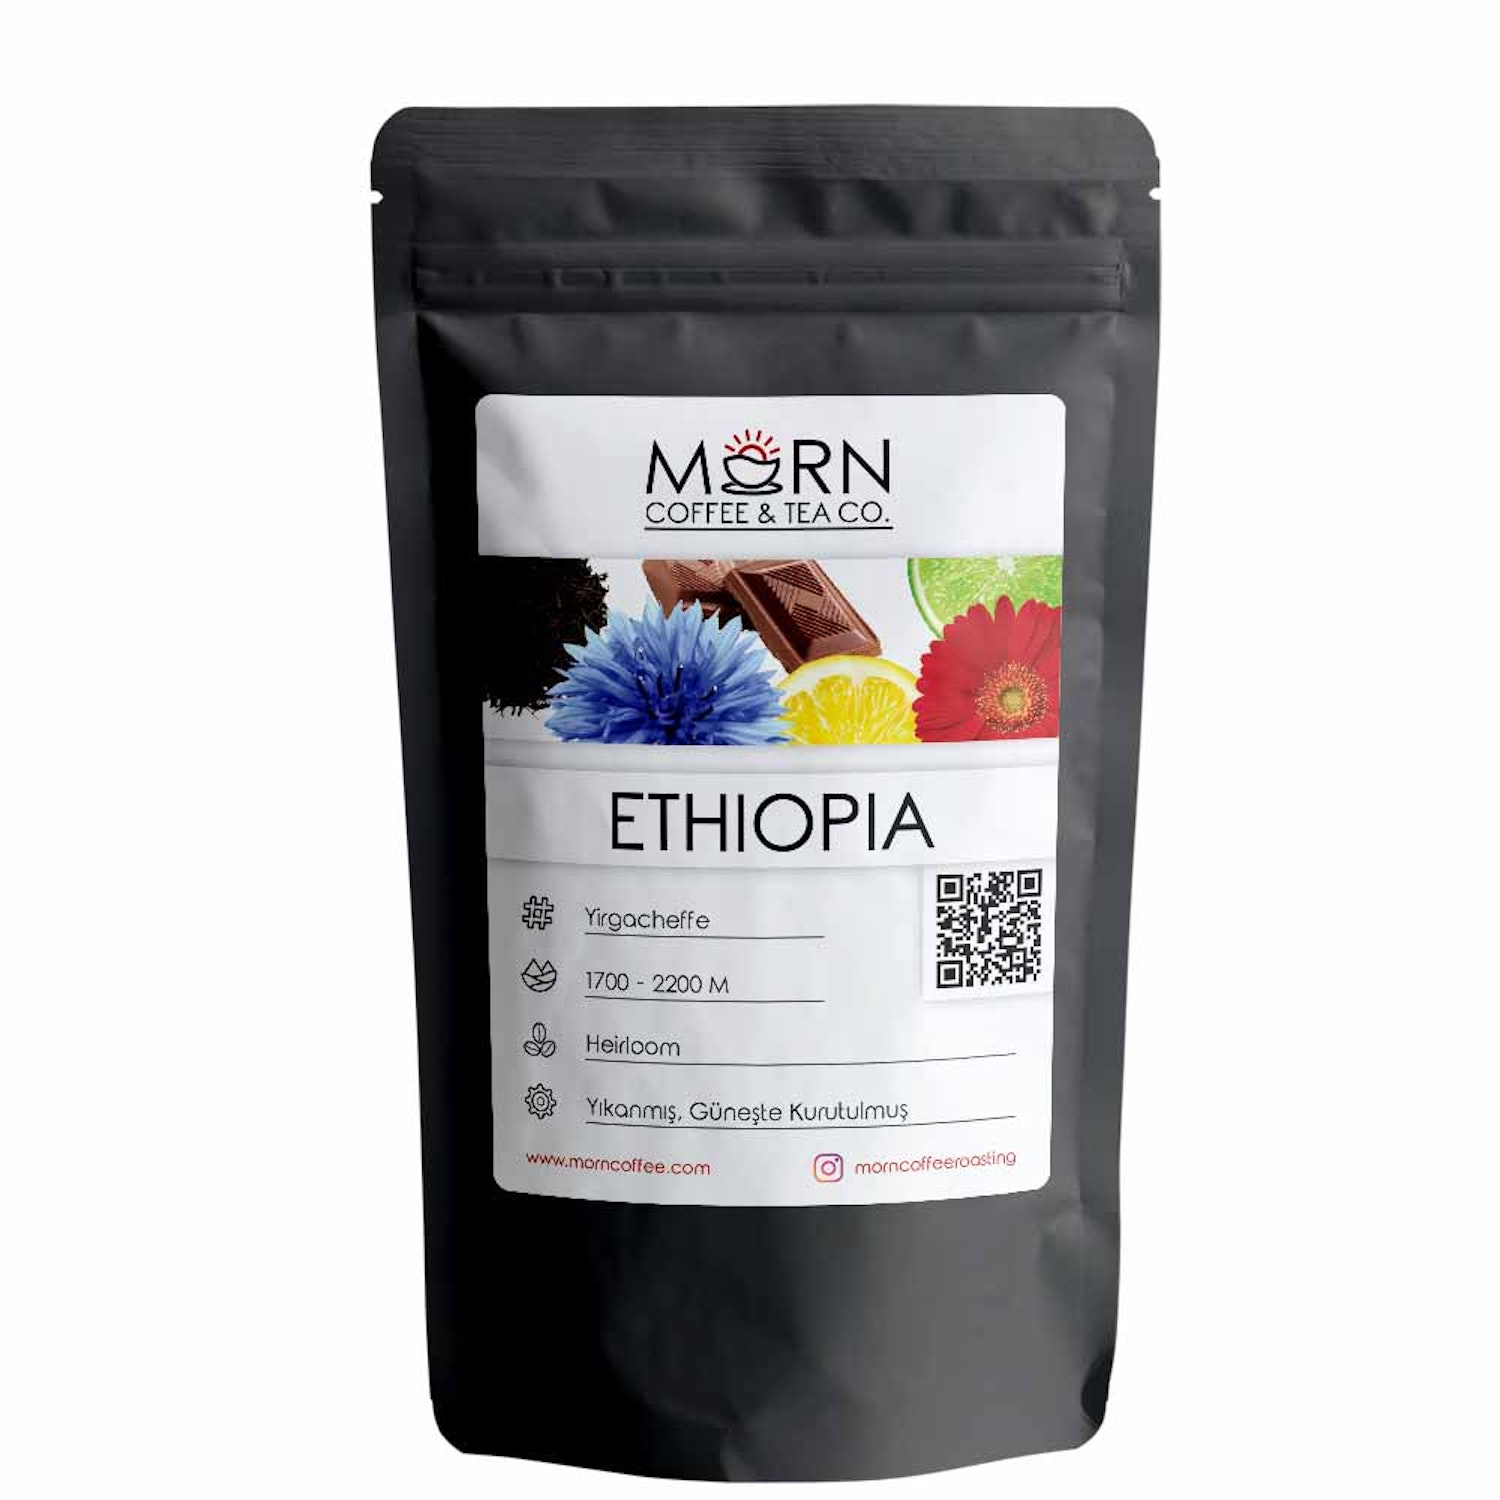 MORN
COFFEE & TEA CO.
ETHIOPIA
Yirgacheffe
1700 - 2200 M
Heirloom
Yıkanmış, Güneşte Kurutulmuş
www.morncoffee.com
morncoffeeroasting